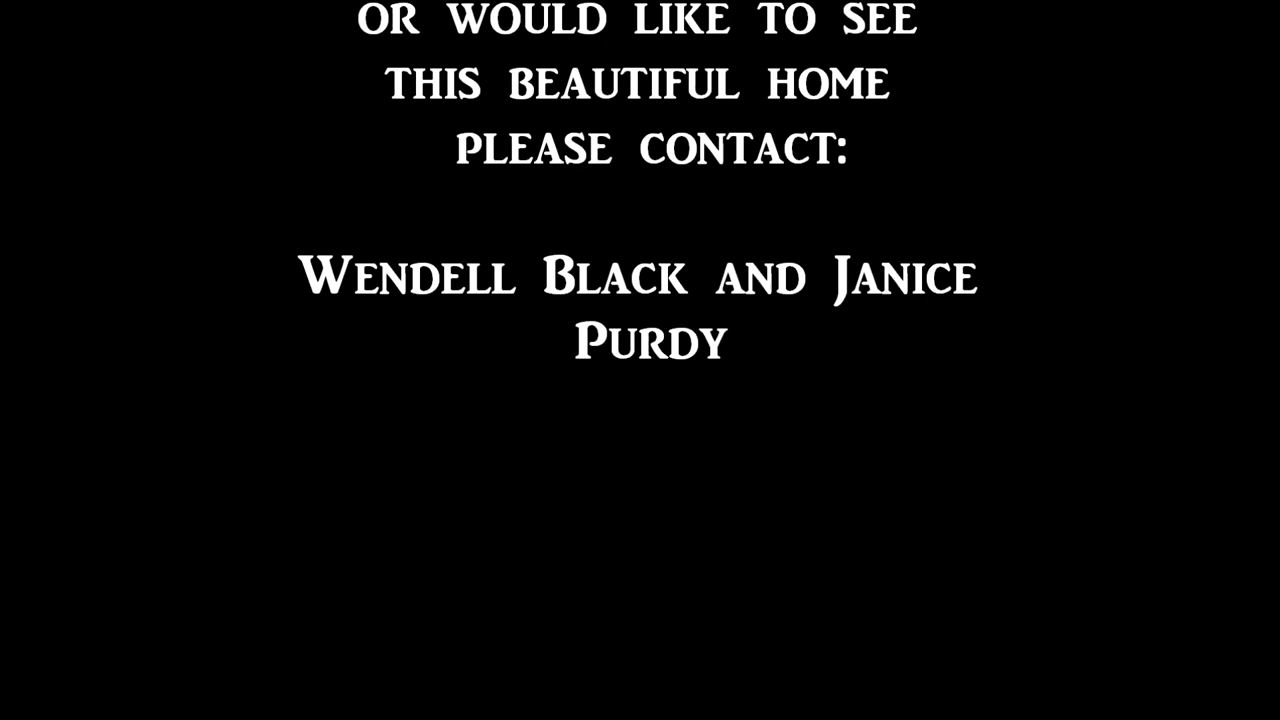 OR WOULD LIKE TO SEE
THIS BEAUTIFUL HOME
PLEASE CONTACT:
WENDELL BLACK AND JANICE
PURDY